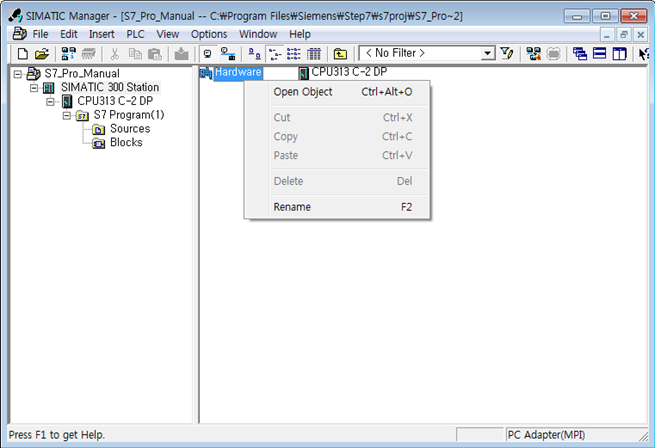 SIMATIC Manager - [S7_Pro_Manual -- C:₩Program Files₩Siemens₩Step7₩s7proj₩S7_Pro~2]
File Edit Insert PLC View Options Window Help
< No Filter >
S7_Pro_Manual
SIMATIC 300 Station
CPU313 C-2 DP
S7 Program(1)
Sources
Blocks
Hardware CPU313 C-2 DP
Open Object Ctrl+Alt+O
Cut Ctrl+X
Copy Ctrl+C
Paste Ctrl+V
Delete Del
Rename F2
Press F1 to get Help. PC Adapter(MPI)